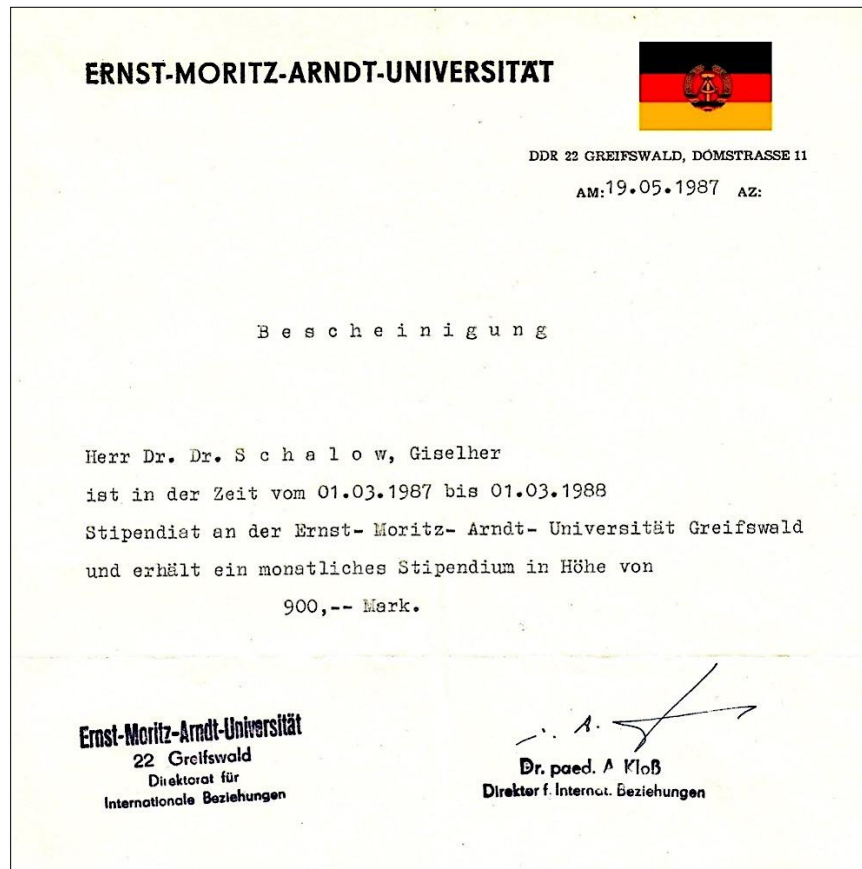 ERNST-MORITZ-ARNDT-UNIVERSITÄT
DDR 22 GREIFSWALD, DOMSTRASSE 11
AM: 19.05.1987 AZ:
B e s c h e i n i g u n g
Herr Dr. Dr. S c h a l o w, Giselher
ist in der Zeit vom 01.03.1987 bis 01.03.1988
Stipendiat an der Ernst- Moritz- Arndt- Universität Greifswald
und erhält ein monatliches Stipendium in Höhe von
900,-- Mark.
Ernst-Moritz-Arndt-Universität
22 Greifswald
Direktorat für
Internationale Beziehungen
i. A.
Dr. paed. A Kloß
Direktor f. Internat. Beziehungen